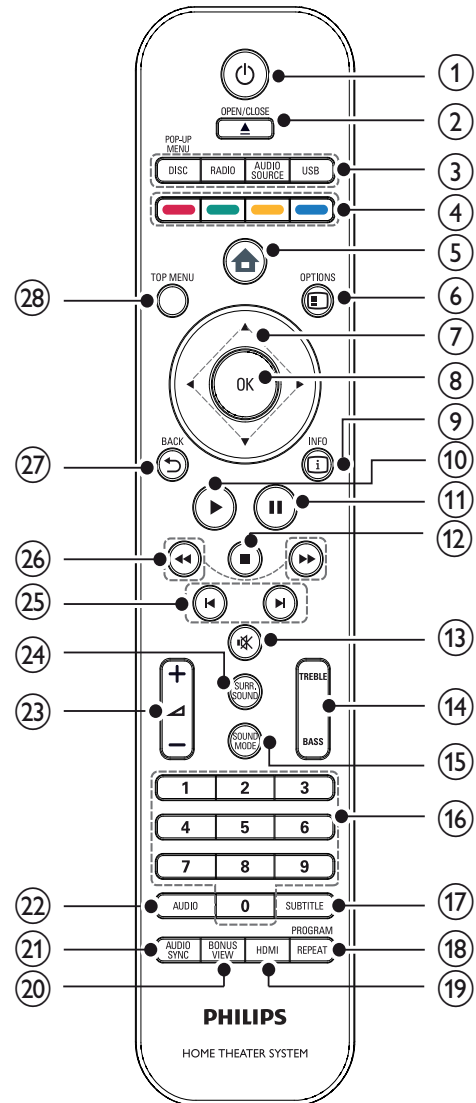 1
OPEN/CLOSE
2
POP-UP
MENU
DISC RADIO AUDIO SOURCE USB
3
4
5
TOP MENU OPTIONS
28
6
7
OK
8
9
BACK INFO
27
10
11
12
26
25
13
24
SURR. SOUND
TREBLE
23
14
SOUND MODE
BASS
15
1 2 3
16
4 5 6
7 8 9
22
AUDIO 0 SUBTITLE
17
PROGRAM
21
AUDIO SYNC BONUS VIEW HDMI REPEAT
18
20
19
PHILIPS
HOME THEATER SYSTEM